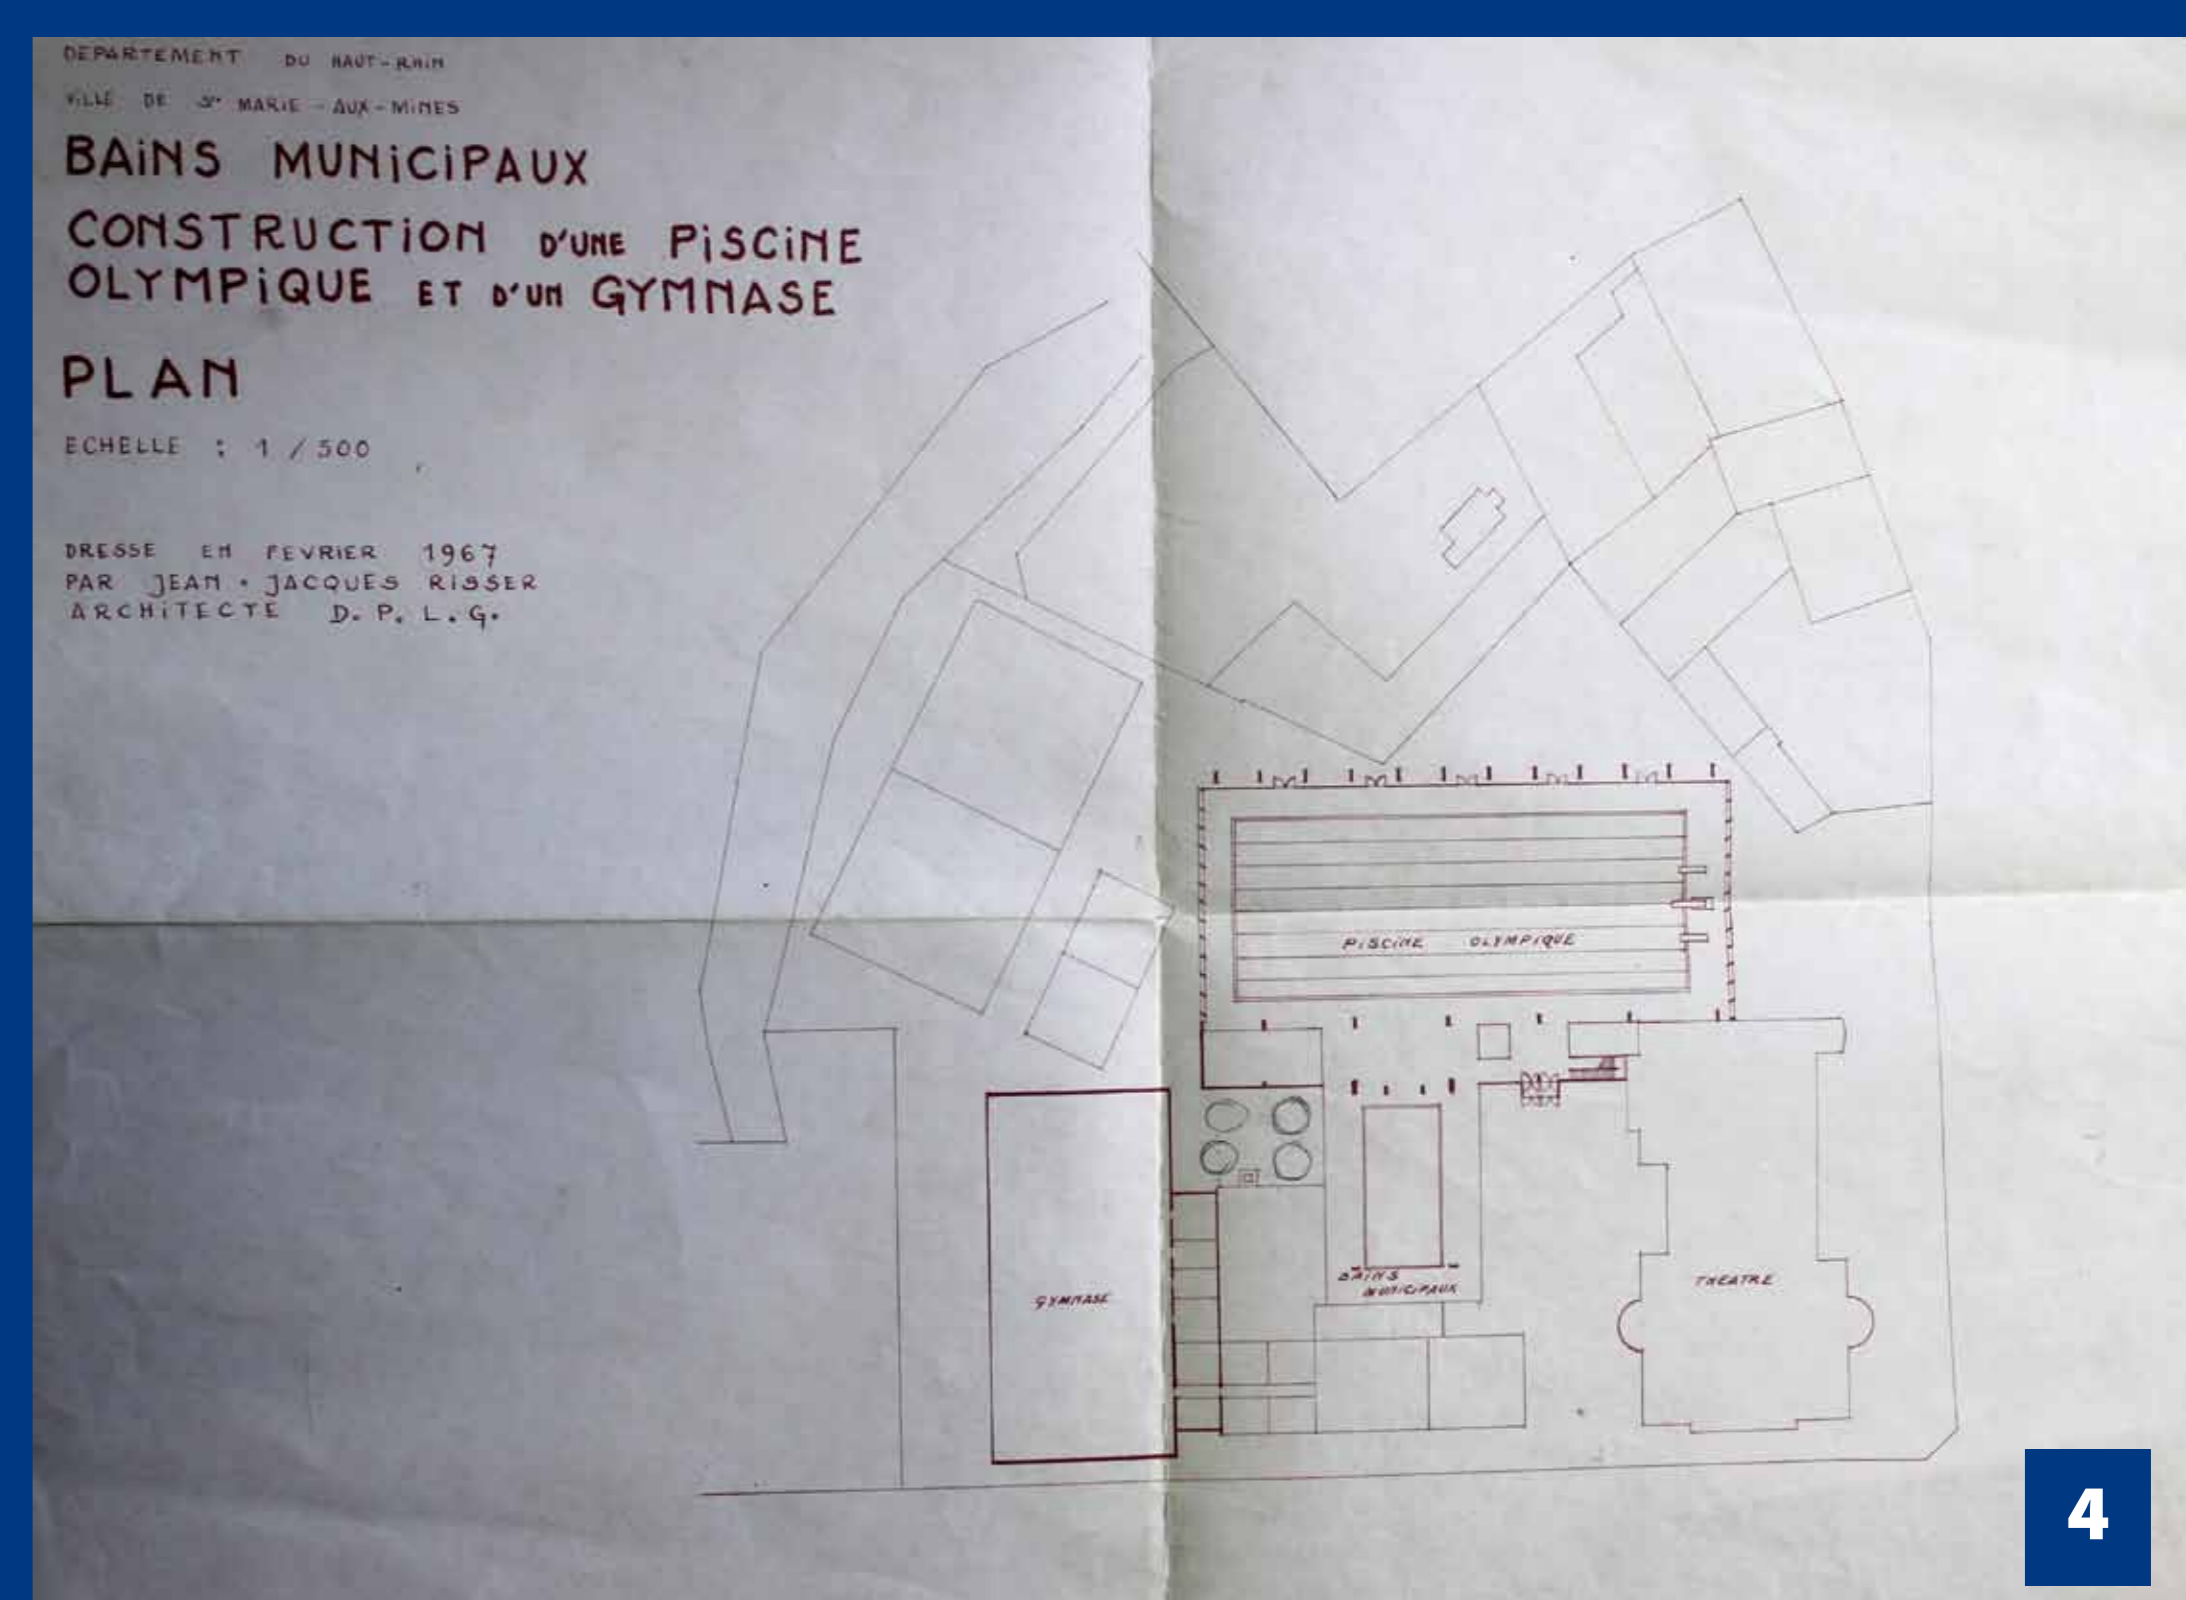 DEPARTEMENT DU HAUT-RHIN
VILLE DE Ste MARIE-AUX-MINES
BAiNS MUNiCiPAUX
CONSTRUCTiON D'UNE PiSCiNE
OLYMPiQUE ET D'UN GYMNASE
PLAN
ECHELLE : 1 / 500
DRESSE EN FEVRiER 1967
PAR JEAN-JACQUES RiSSER
ARCHiTECTE D.P.L.G.
PiSCiNE OLYMPiQUE
GYMNASE
BAiNS
MUNiCiPAUX
THEATRE
4